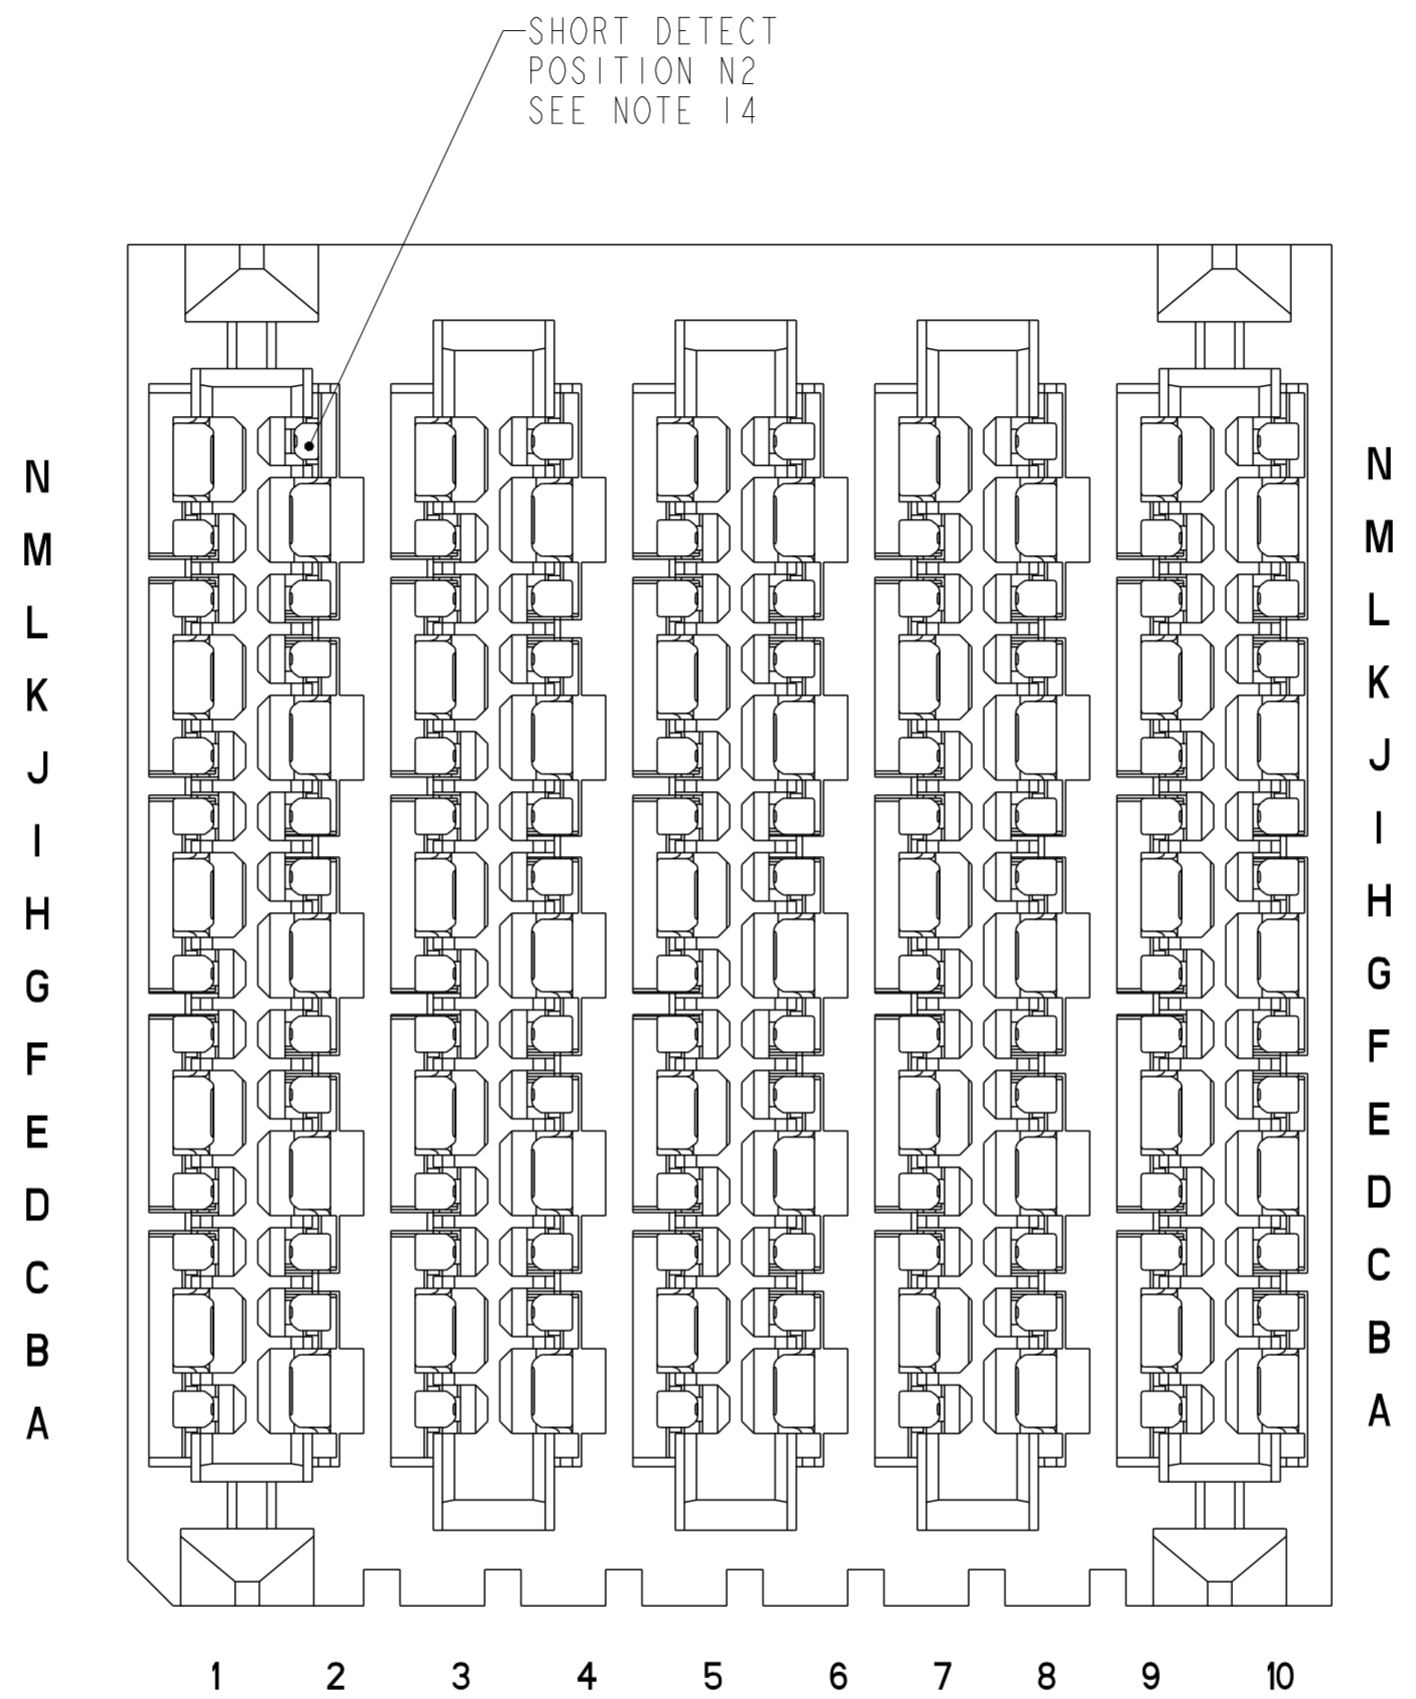 SHORT DETECT
POSITION N2
SEE NOTE 14
N N
M M
L L
K K
J J
I I
H H
G G
F F
E E
D D
C C
B B
A A
1 2 3 4 5 6 7 8 9 10